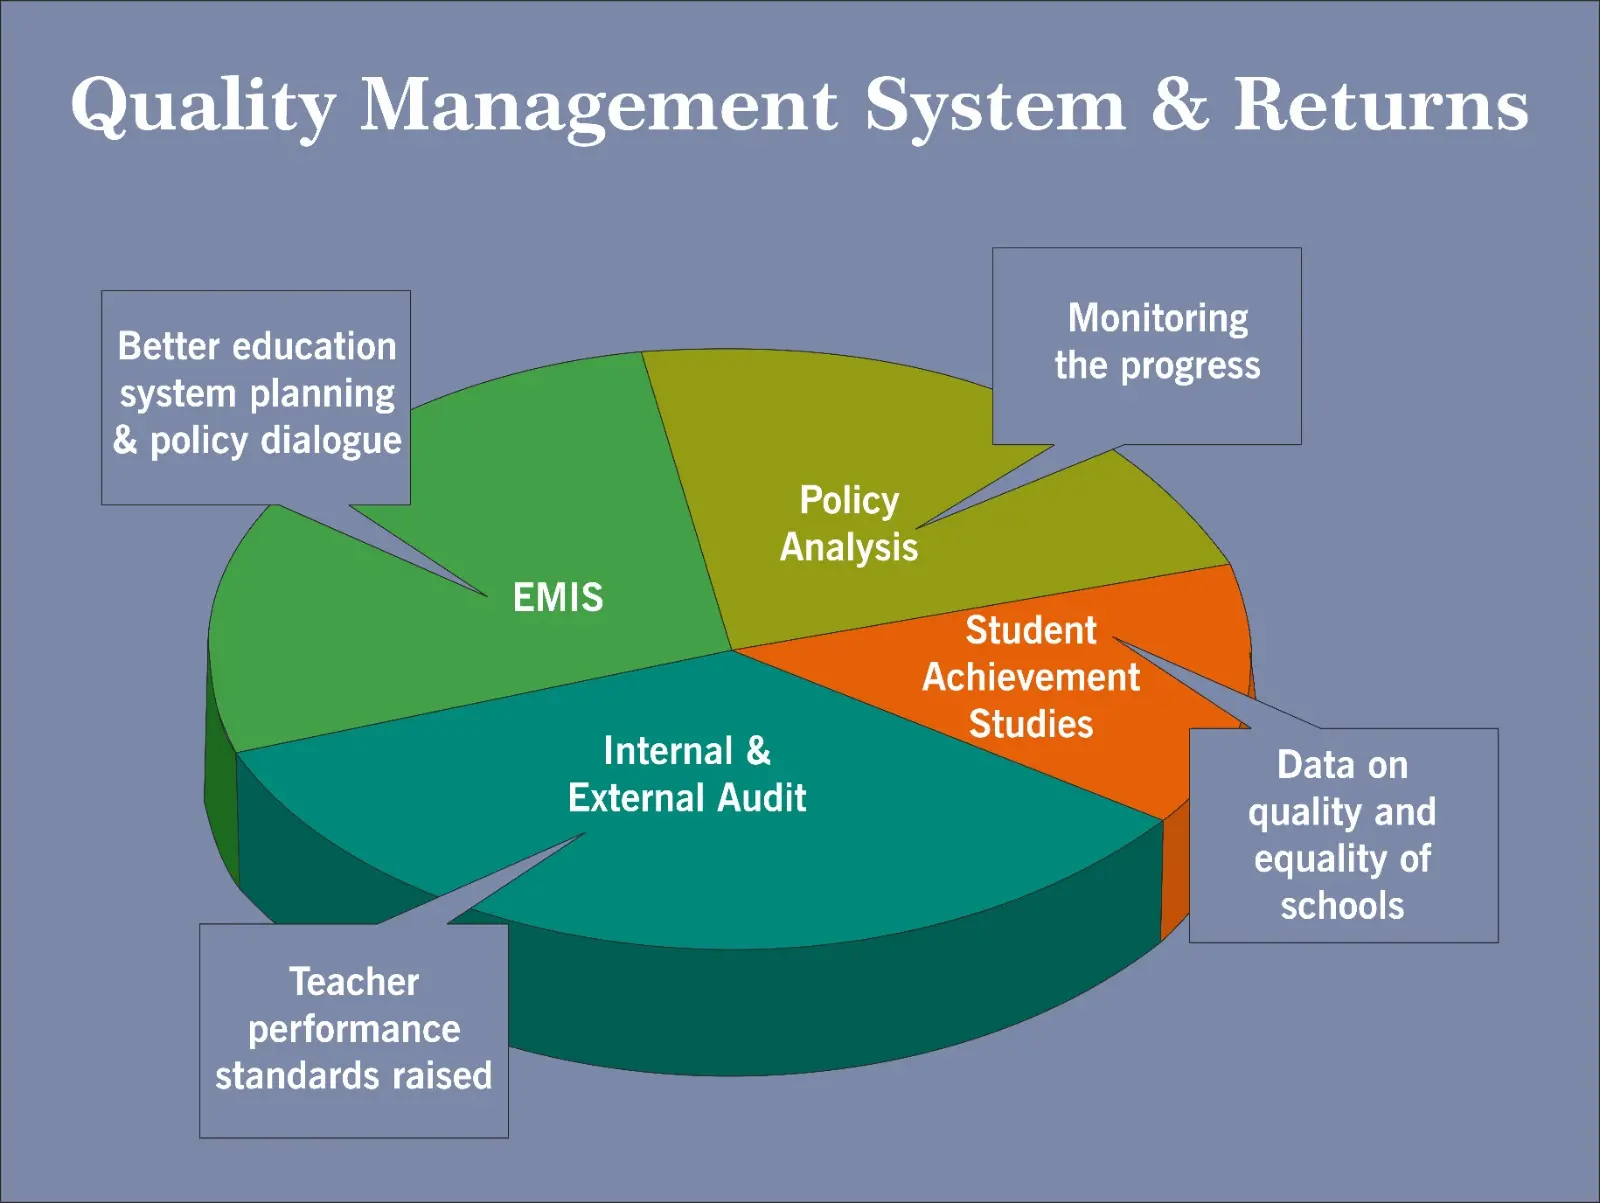 Quality Management System & Returns
Better education
system planning
& policy dialogue
Monitoring
the progress
Policy
Analysis
EMIS
Student
Achievement
Studies
Internal &
External Audit
Data on
quality and
equality of
schools
Teacher
performance
standards raised